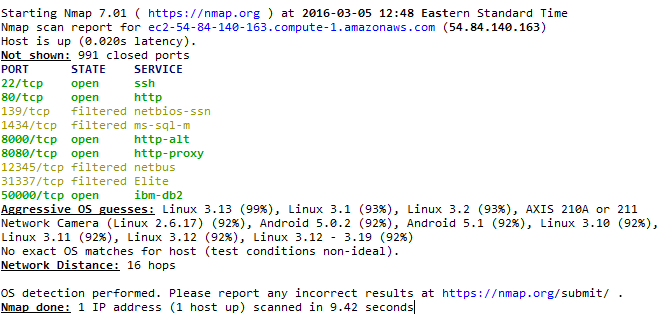 Starting Nmap 7.01 ( https://nmap.org ) at 2016-03-05 12:48 Eastern Standard Time
Nmap scan report for ec2-54-84-140-163.compute-1.amazonaws.com (54.84.140.163)
Host is up (0.020s latency).
Not shown: 991 closed ports
PORT STATE SERVICE
22/tcp open ssh
80/tcp open http
139/tcp filtered netbios-ssn
1434/tcp filtered ms-sql-m
8000/tcp open http-alt
8080/tcp open http-proxy
12345/tcp filtered netbus
31337/tcp filtered Elite
50000/tcp open ibm-db2
Aggressive OS guesses: Linux 3.13 (99%), Linux 3.1 (93%), Linux 3.2 (93%), AXIS 210A or 211
Network Camera (Linux 2.6.17) (92%), Android 5.0.2 (92%), Android 5.1 (92%), Linux 3.10 (92%),
Linux 3.11 (92%), Linux 3.12 (92%), Linux 3.12 - 3.19 (92%)
No exact OS matches for host (test conditions non-ideal).
Network Distance: 16 hops
OS detection performed. Please report any incorrect results at https://nmap.org/submit/ .
Nmap done: 1 IP address (1 host up) scanned in 9.42 seconds